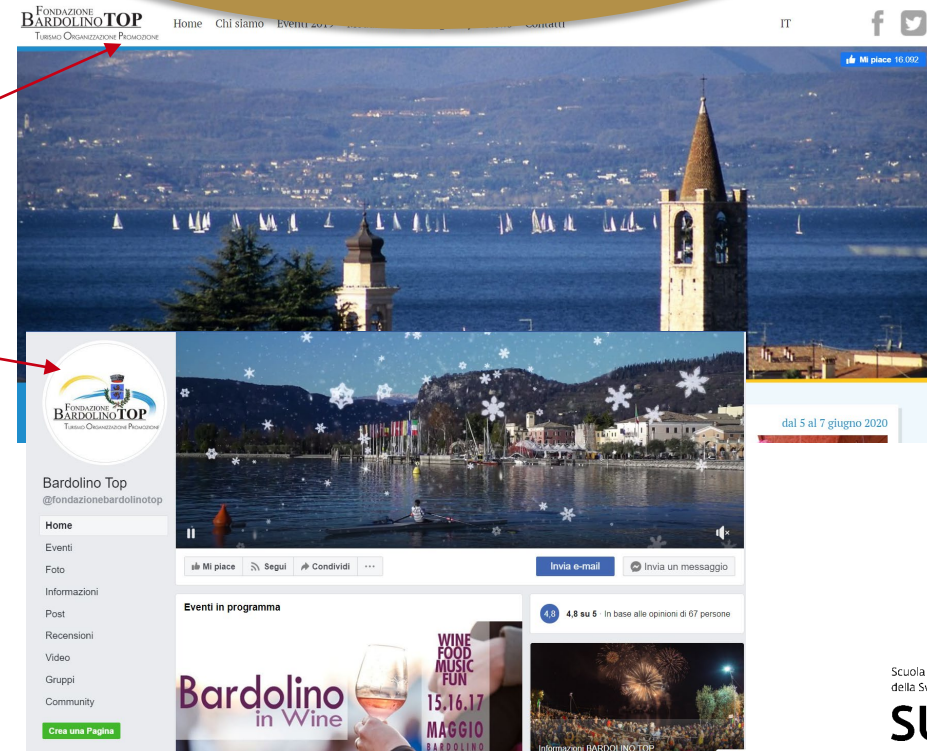 FONDAZIONE
BARDOLINO TOP
TURISMO ORGANIZZAZIONE PROMOZIONE
Home Chi siamo Eventi 2019 Contatti
IT
Mi piace 16.092
dal 5 al 7 giugno 2020
FONDAZIONE
BARDOLINO TOP
TURISMO ORGANIZZAZIONE PROMOZIONE
Bardolino Top
@fondazionebardolinotop
Home
Eventi
Foto
Informazioni
Post
Recensioni
Video
Gruppi
Community
Crea una Pagina
Mi piace Segui Condividi ...
Invia e-mail
Invia un messaggio
Eventi in programma
Bardolino
in Wine
WINE
FOOD
MUSIC
FUN
15.16.17
MAGGIO
BARDOLINO
4,8 4,8 su 5 · In base alle opinioni di 67 persone
Informazioni BARDOLINO TOP
Scuola
della Sv
SU